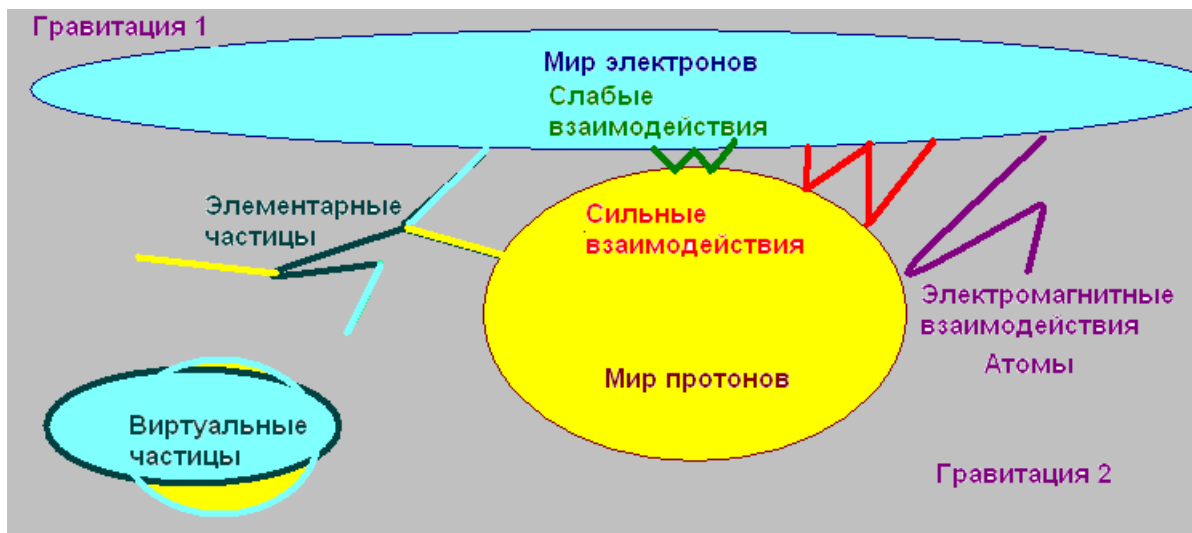 Гравитация 1
Мир электронов
Слабые
взаимодействия
Элементарные
частицы
Сильные
взаимодействия
Электромагнитные
взаимодействия
Атомы
Мир протонов
Виртуальные
частицы
Гравитация 2